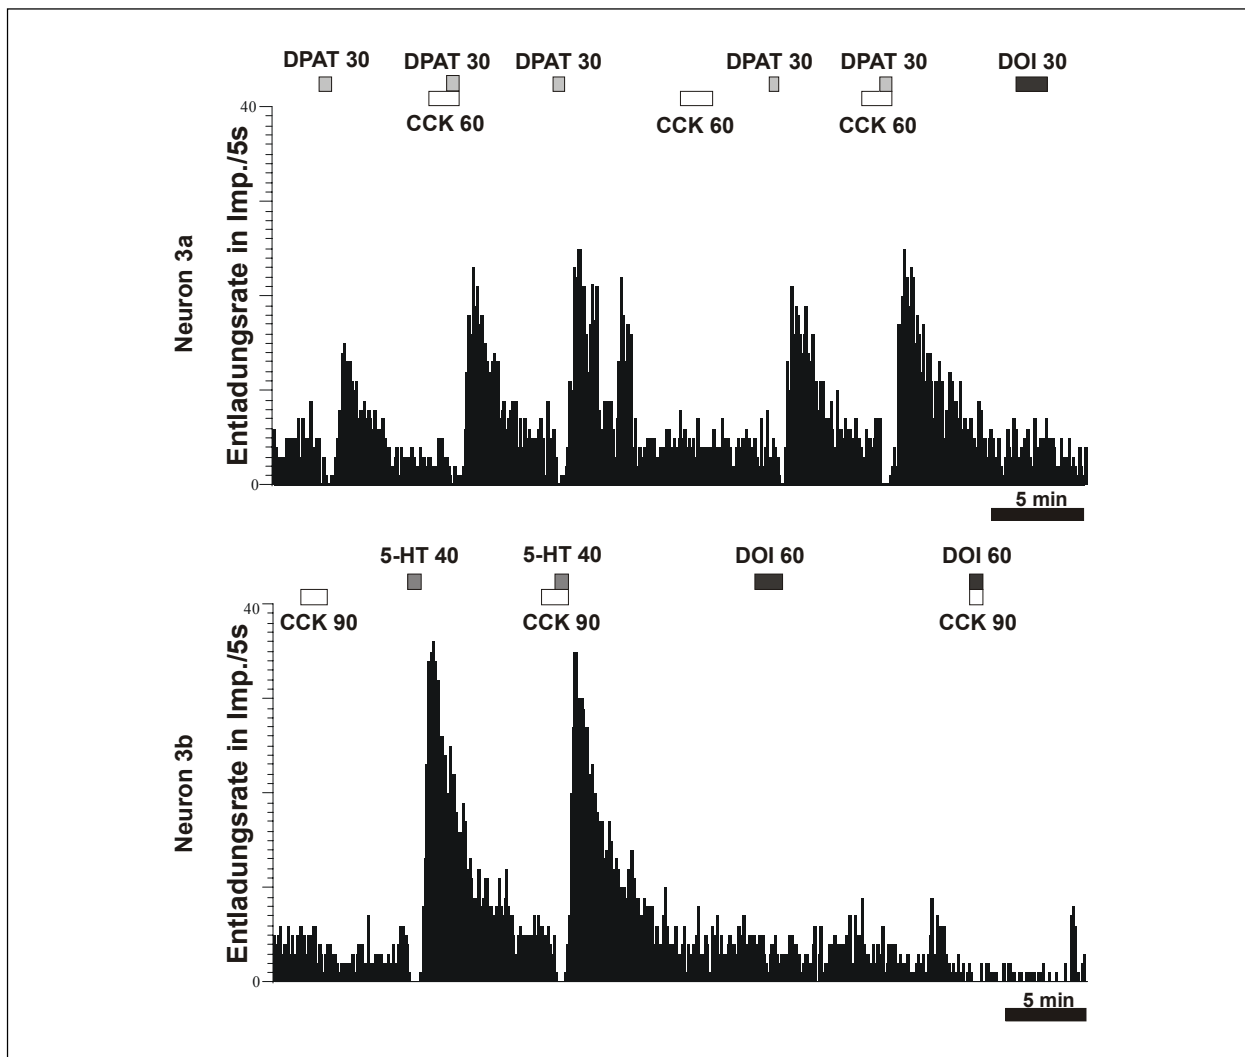 DPAT 30 DPAT 30 DPAT 30 DPAT 30 DPAT 30 DOI 30
CCK 60 CCK 60 CCK 60
40
Entladungsrate in Imp./5s
Neuron 3a
0
5 min
5-HT 40 5-HT 40 DOI 60 DOI 60
CCK 90 CCK 90 CCK 90
40
Entladungsrate in Imp./5s
Neuron 3b
0
5 min